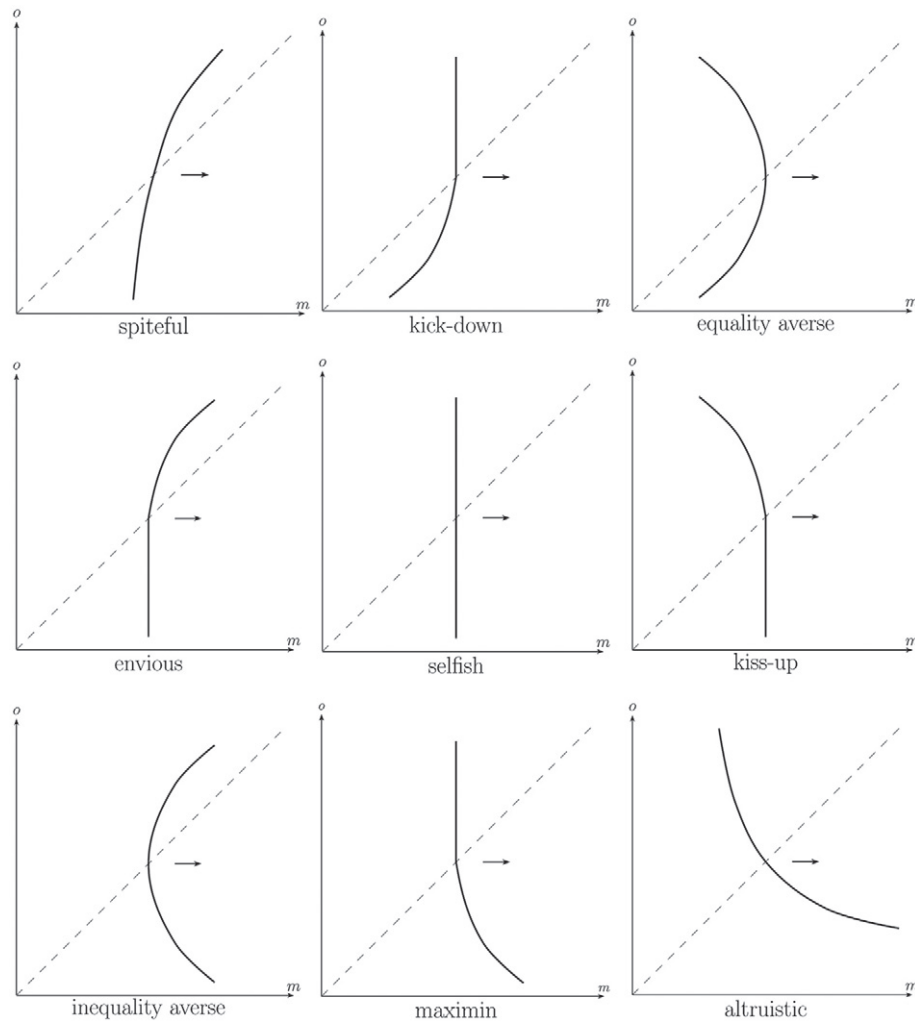 o
o
o
m
m
m
spiteful
kick-down
equality averse
o
o
o
m
m
m
envious
selfish
kiss-up
o
o
o
m
m
m
inequality averse
maximin
altruistic